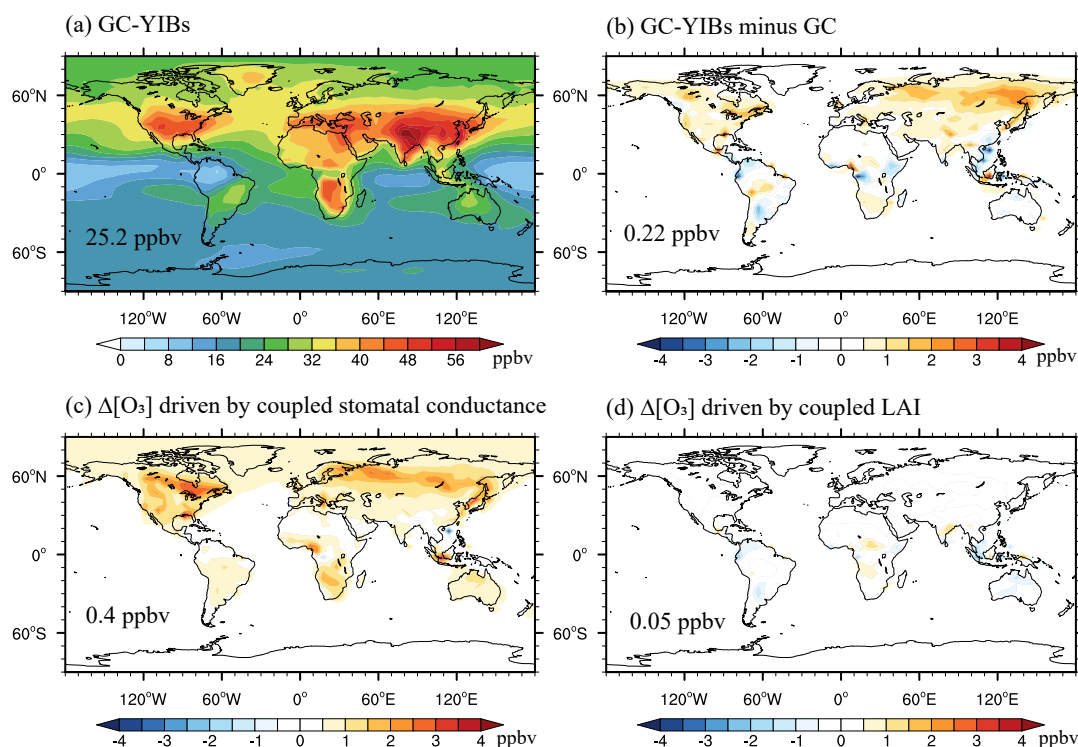 (a) GC-YIBs
(b) GC-YIBs minus GC
60°N
0°
60°S
25.2 ppbv
120°W 60°W 0° 60°E 120°E
0 8 16 24 32 40 48 56 ppbv
60°N
0°
60°S
0.22 ppbv
120°W 60°W 0° 60°E 120°E
-4 -3 -2 -1 0 1 2 3 4 ppbv
(c) Δ[O₃] driven by coupled stomatal conductance
(d) Δ[O₃] driven by coupled LAI
60°N
0°
60°S
0.4 ppbv
120°W 60°W 0° 60°E 120°E
-4 -3 -2 -1 0 1 2 3 4 ppbv
60°N
0°
60°S
0.05 ppbv
120°W 60°W 0° 60°E 120°E
-4 -3 -2 -1 0 1 2 3 4 ppbv